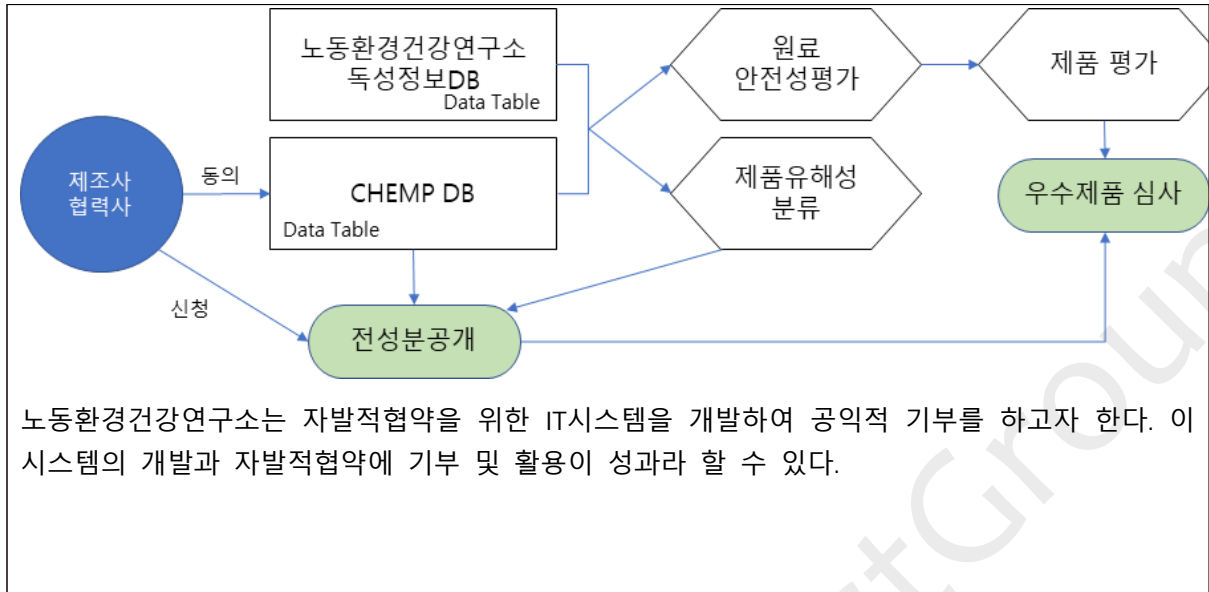 노동환경건강연구소
독성정보DB
Data Table
원료
안전성평가
제품 평가
제조사
협력사
동의
CHEMP DB
Data Table
제품유해성
분류
우수제품 심사
신청
전성분공개
노동환경건강연구소는 자발적협약을 위한 IT시스템을 개발하여 공익적 기부를 하고자 한다. 이
시스템의 개발과 자발적협약에 기부 및 활용이 성과라 할 수 있다.